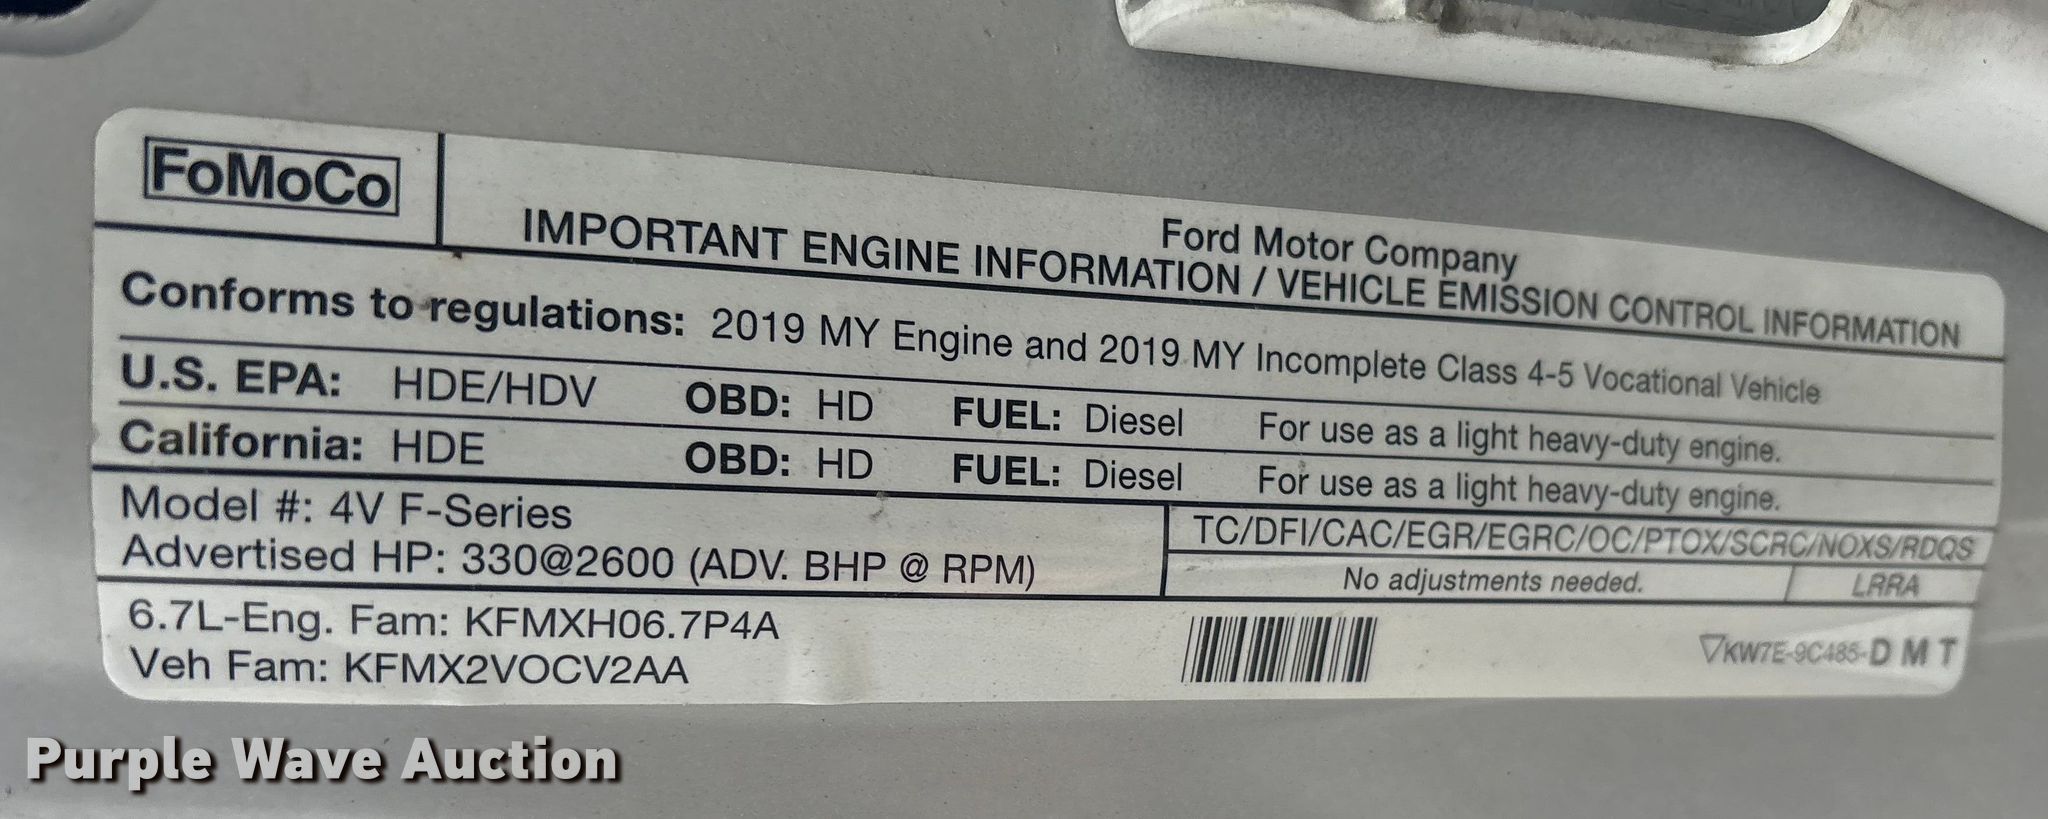 FoMoCo
Ford Motor Company
IMPORTANT ENGINE INFORMATION / VEHICLE EMISSION CONTROL INFORMATION
Conforms to regulations: 2019 MY Engine and 2019 MY Incomplete Class 4-5 Vocational Vehicle
U.S. EPA: HDE/HDV OBD: HD FUEL: Diesel For use as a light heavy-duty engine.
California: HDE OBD: HD FUEL: Diesel For use as a light heavy-duty engine.
Model #: 4V F-Series
TC/DFI/CAC/EGR/EGRC/OC/PTOX/SCRC/NOXS/RDQS
Advertised HP: 330@2600 (ADV. BHP @ RPM)
No adjustments needed. LRRA
6.7L-Eng. Fam: KFMXH06.7P4A
Veh Fam: KFMX2VOCV2AA
KW7E-9C485-D M T
Purple Wave Auction